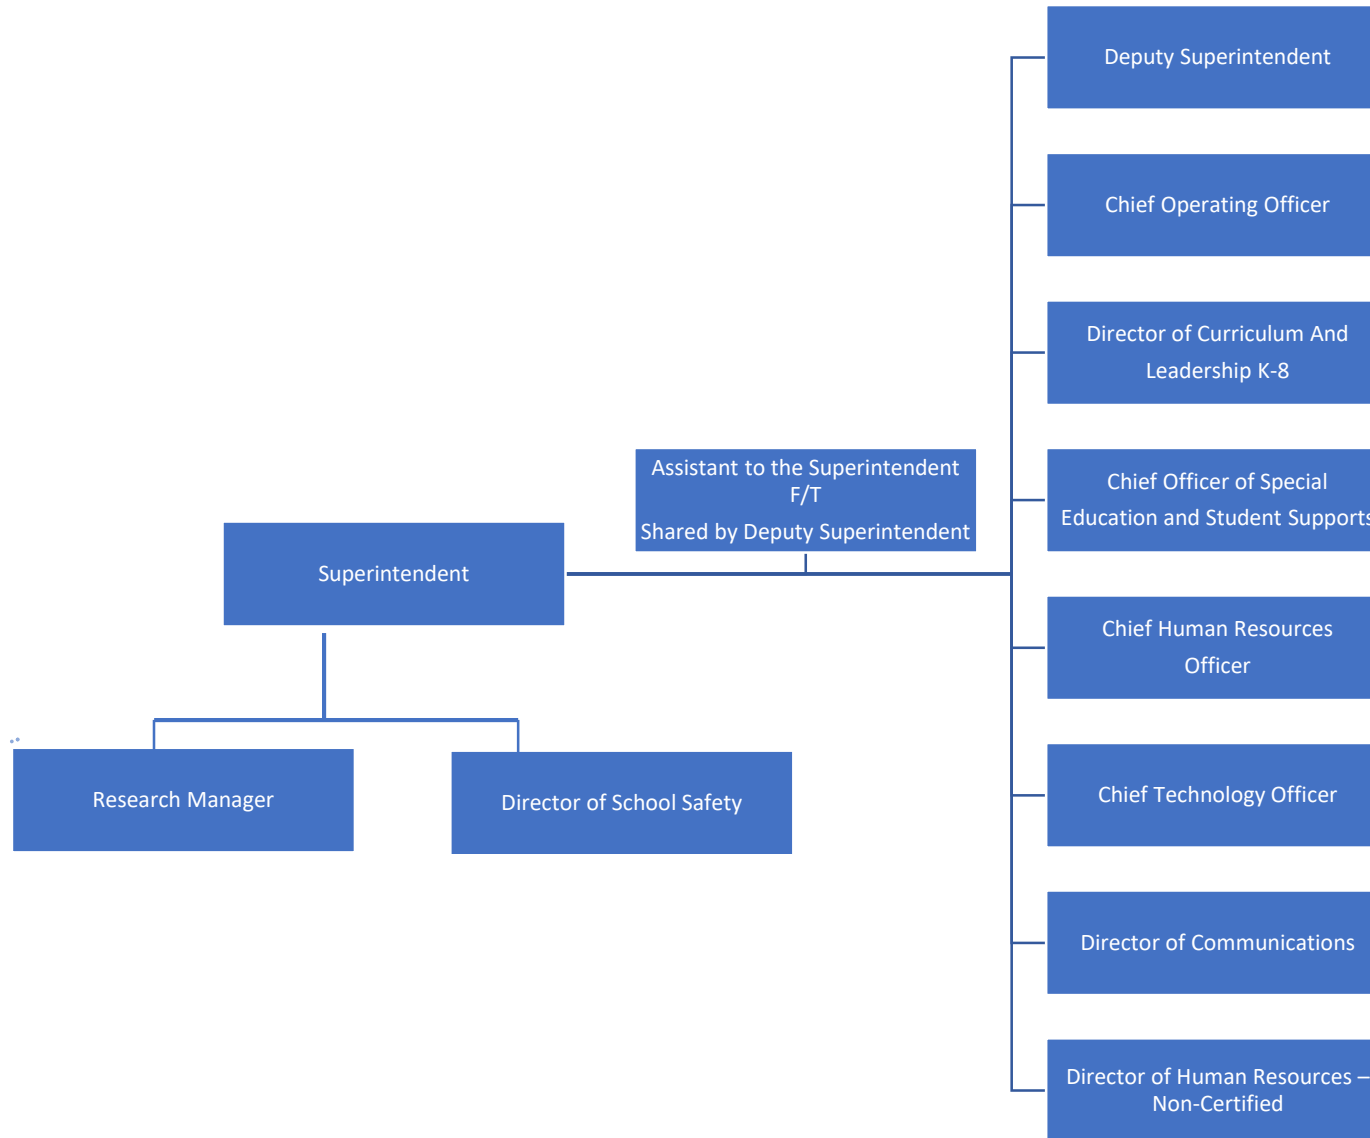 Deputy Superintendent
Chief Operating Officer
Director of Curriculum And
Leadership K-8
Assistant to the Superintendent
F/T
Shared by Deputy Superintendent
Chief Officer of Special
Education and Student Supports
Superintendent
Chief Human Resources
Officer
Research Manager
Director of School Safety
Chief Technology Officer
Director of Communications
Director of Human Resources –
Non-Certified